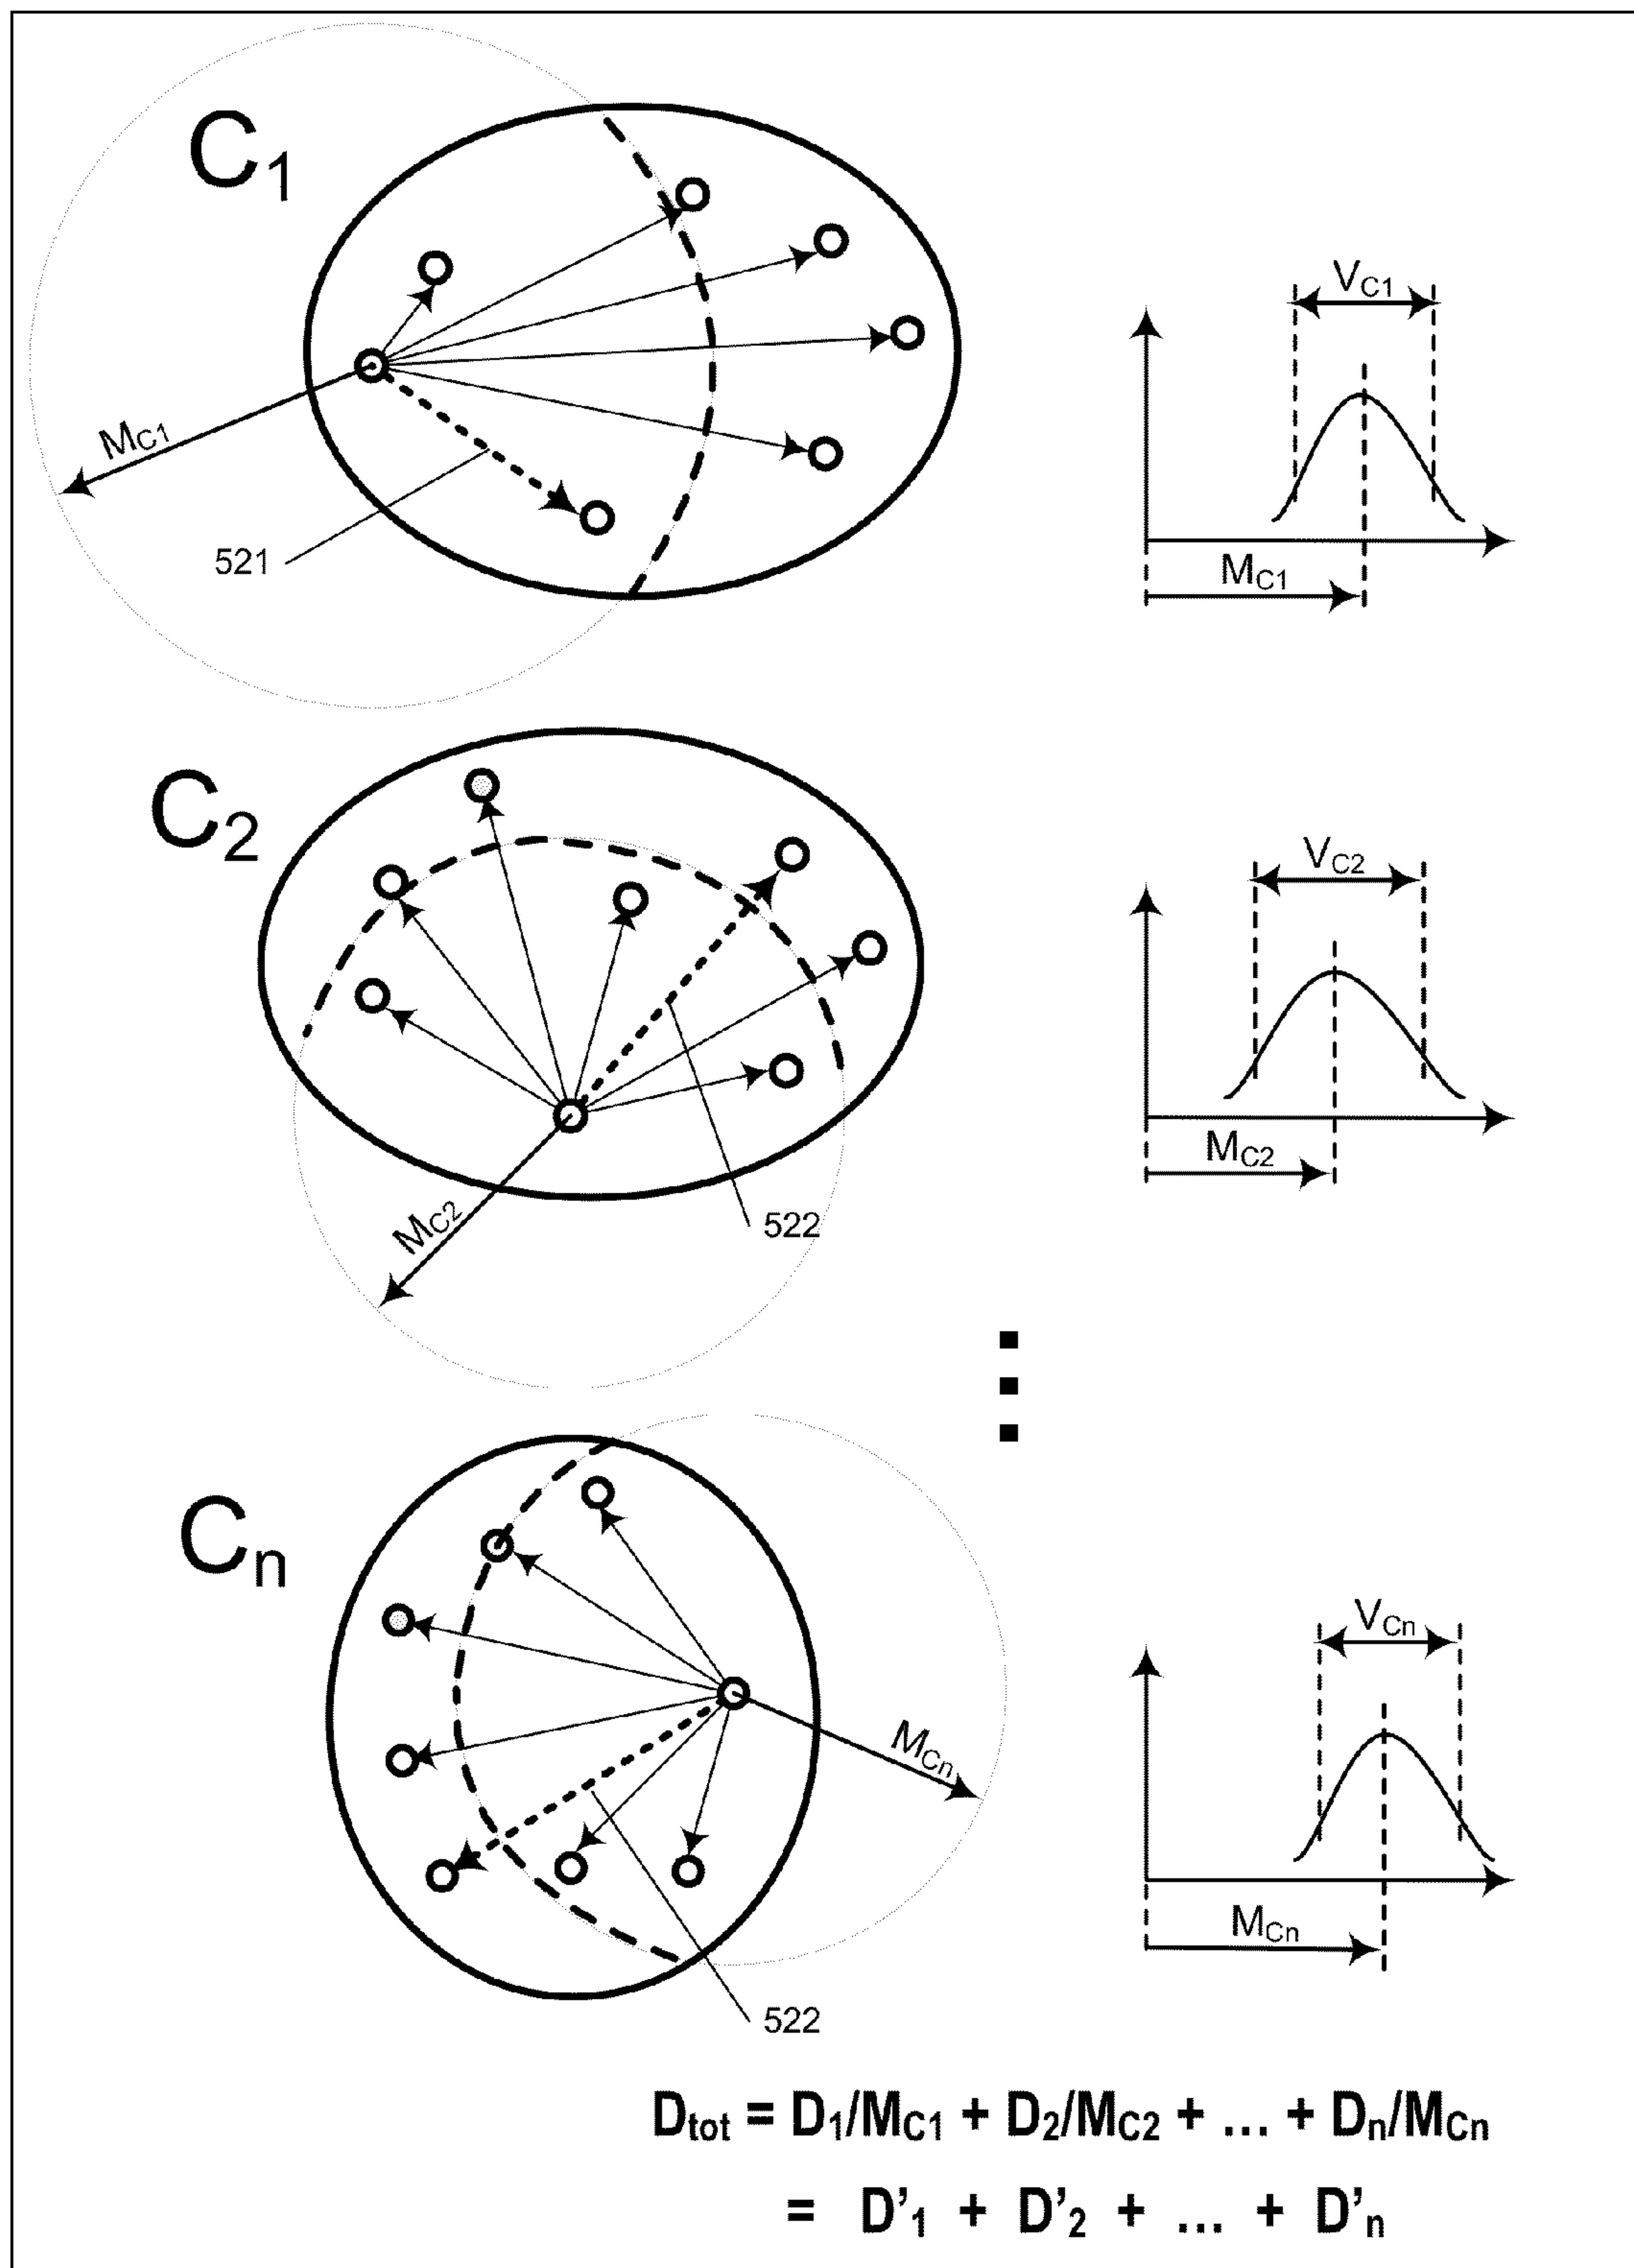 C1
VC1
MC1
MC1
521
C2
VC2
MC2
MC2
522
Cn
VCn
MCn
MCn
522
Dtot = D1/MC1 + D2/MC2 + ... + Dn/MCn
= D'1 + D'2 + ... + D'n